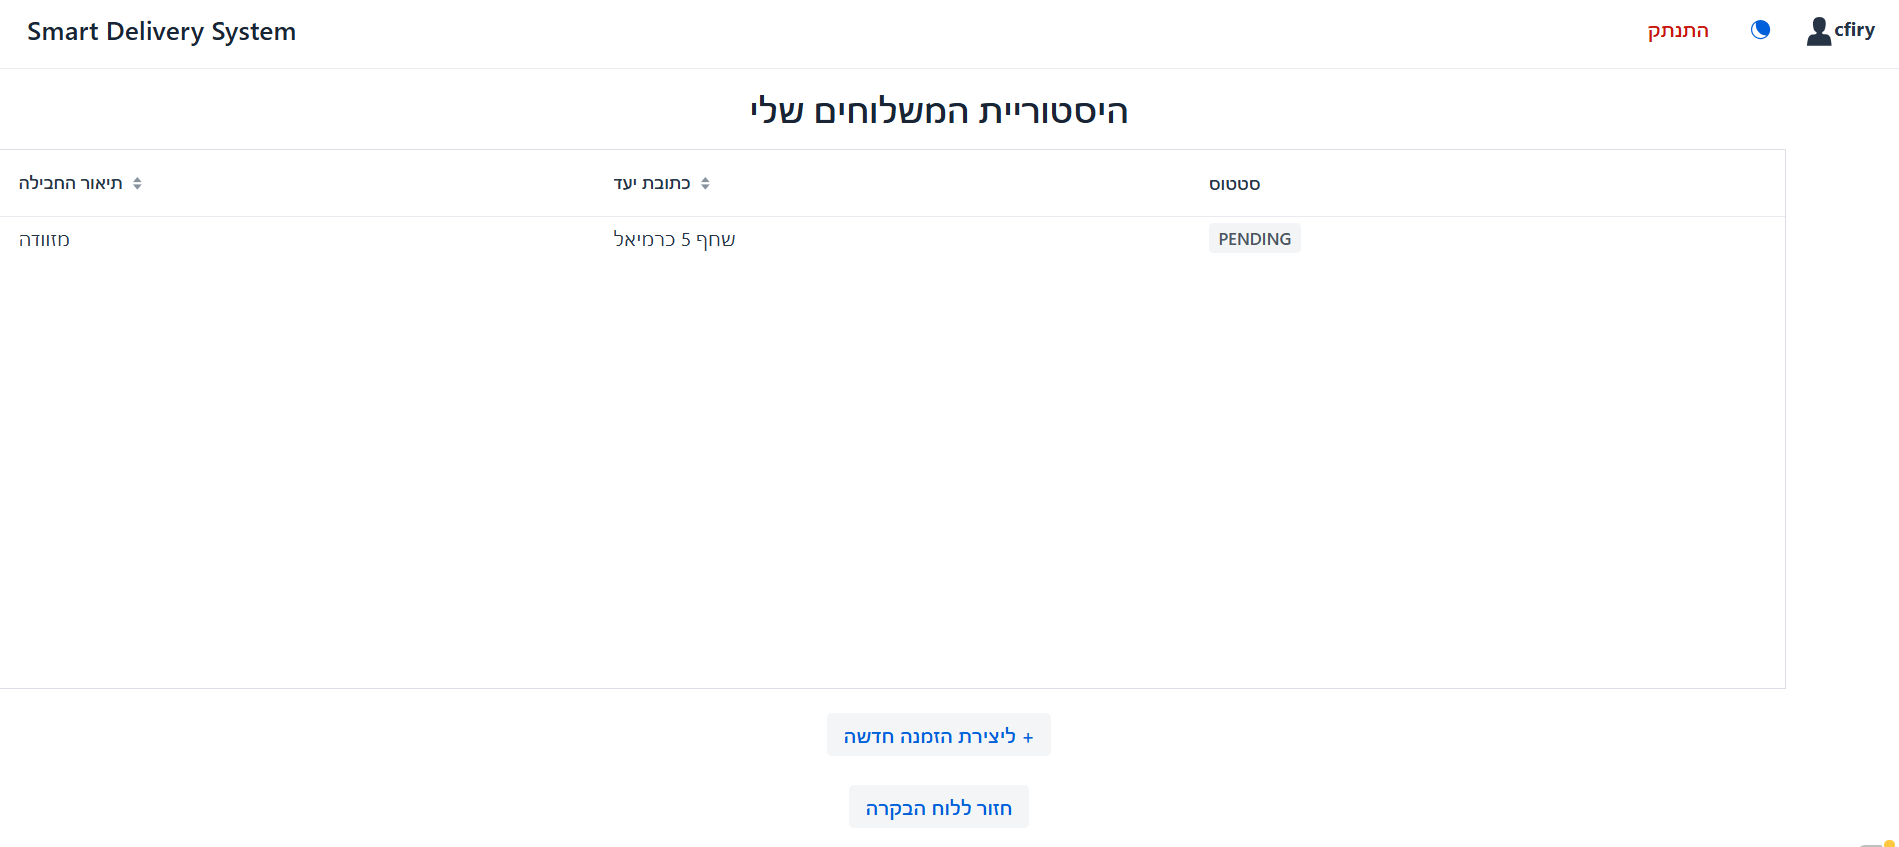 Smart Delivery System
התנתק
cfiry
היסטוריית המשלוחים שלי
תיאור החבילה
כתובת יעד
סטטוס
מזוודה
שחף 5 כרמיאל
PENDING
+ ליצירת הזמנה חדשה
חזור ללוח הבקרה